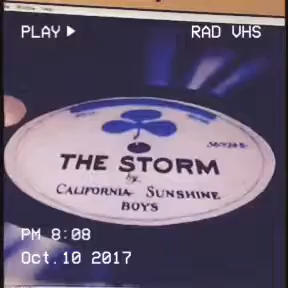 PLAY RAD VHS
THE STORM
by
CALIFORNIA SUNSHINE
BOYS
PM 8:08
Oct.10 2017